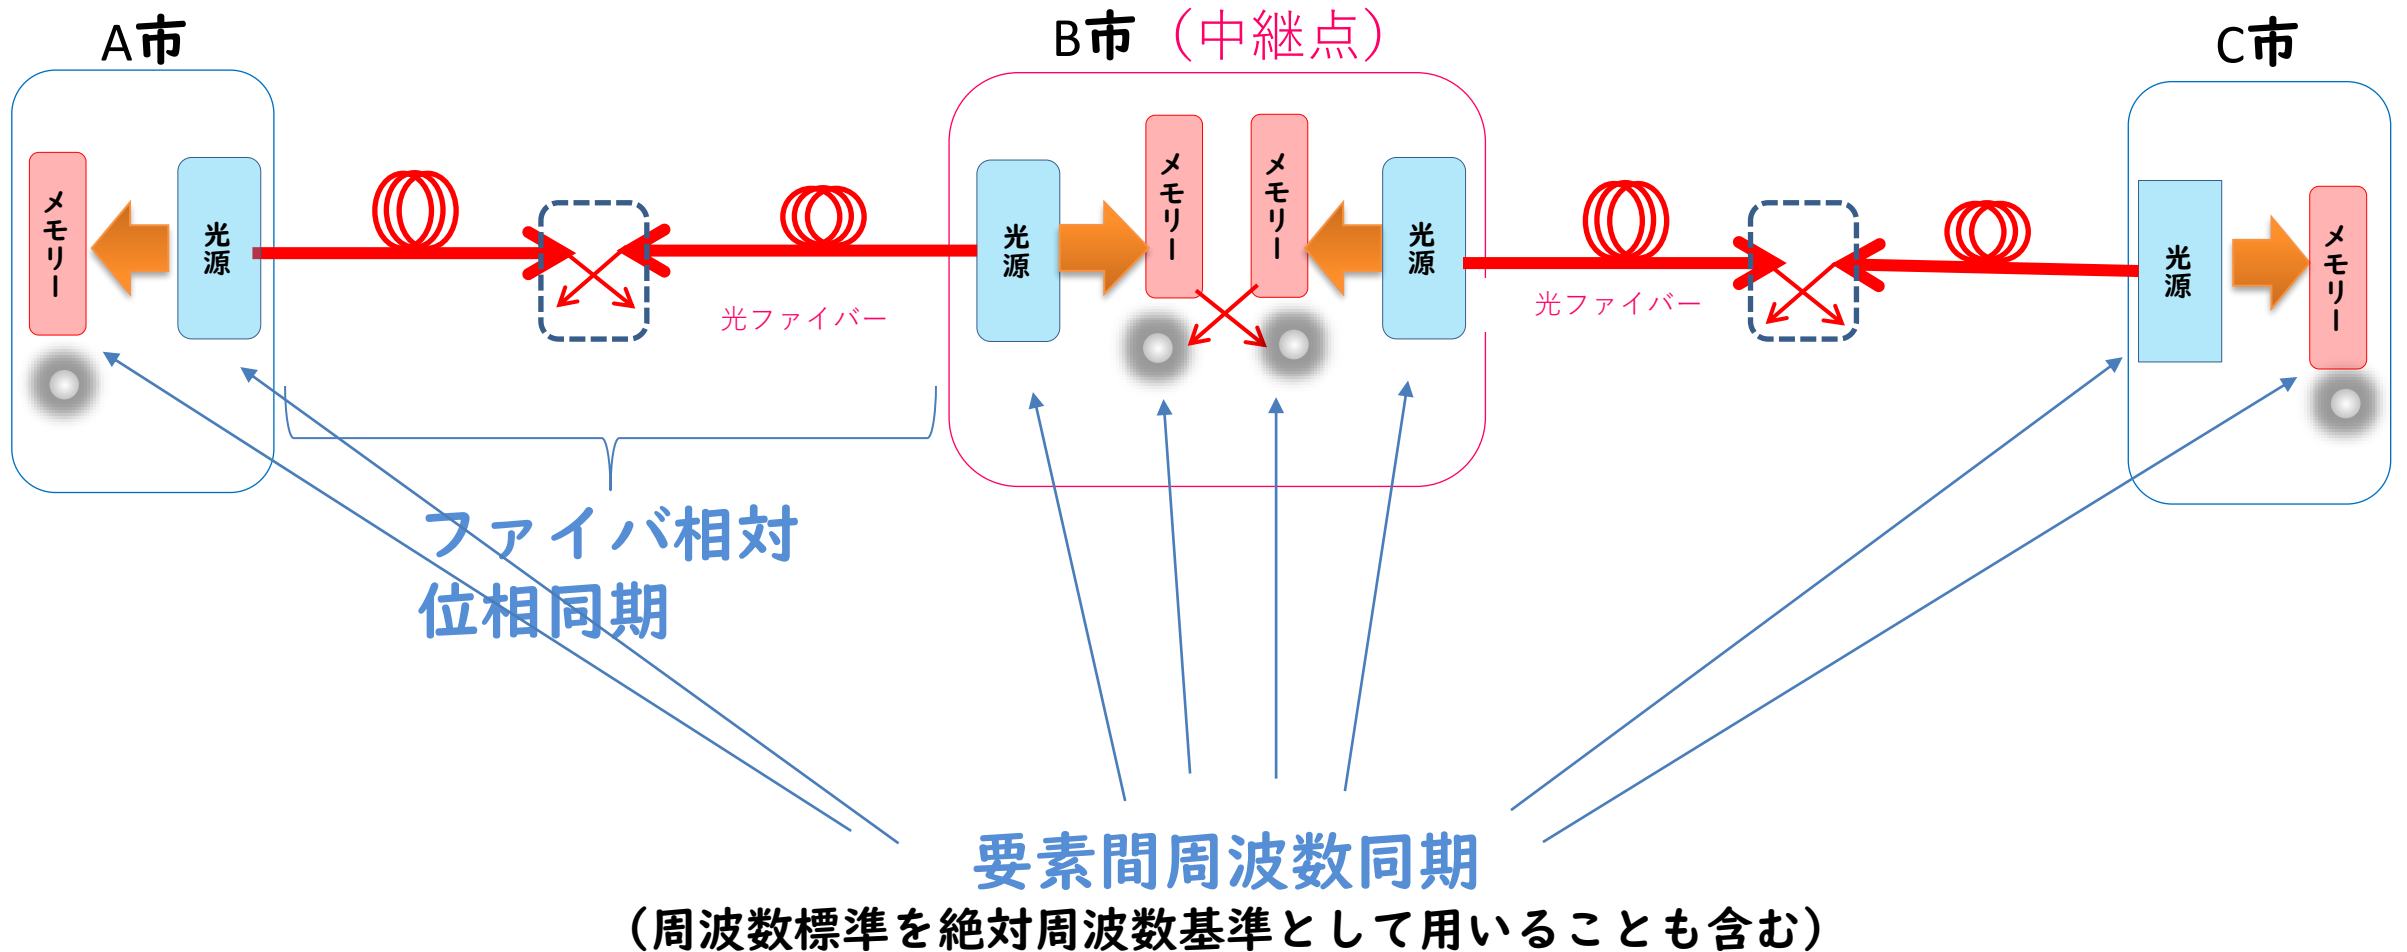 A市
B市（中継点）
C市
メモリー
光源
光源
メモリー
メモリー
光源
光源
メモリー
光ファイバー
光ファイバー
ファイバ相対
位相同期
要素間周波数同期
（周波数標準を絶対周波数基準として用いることも含む）